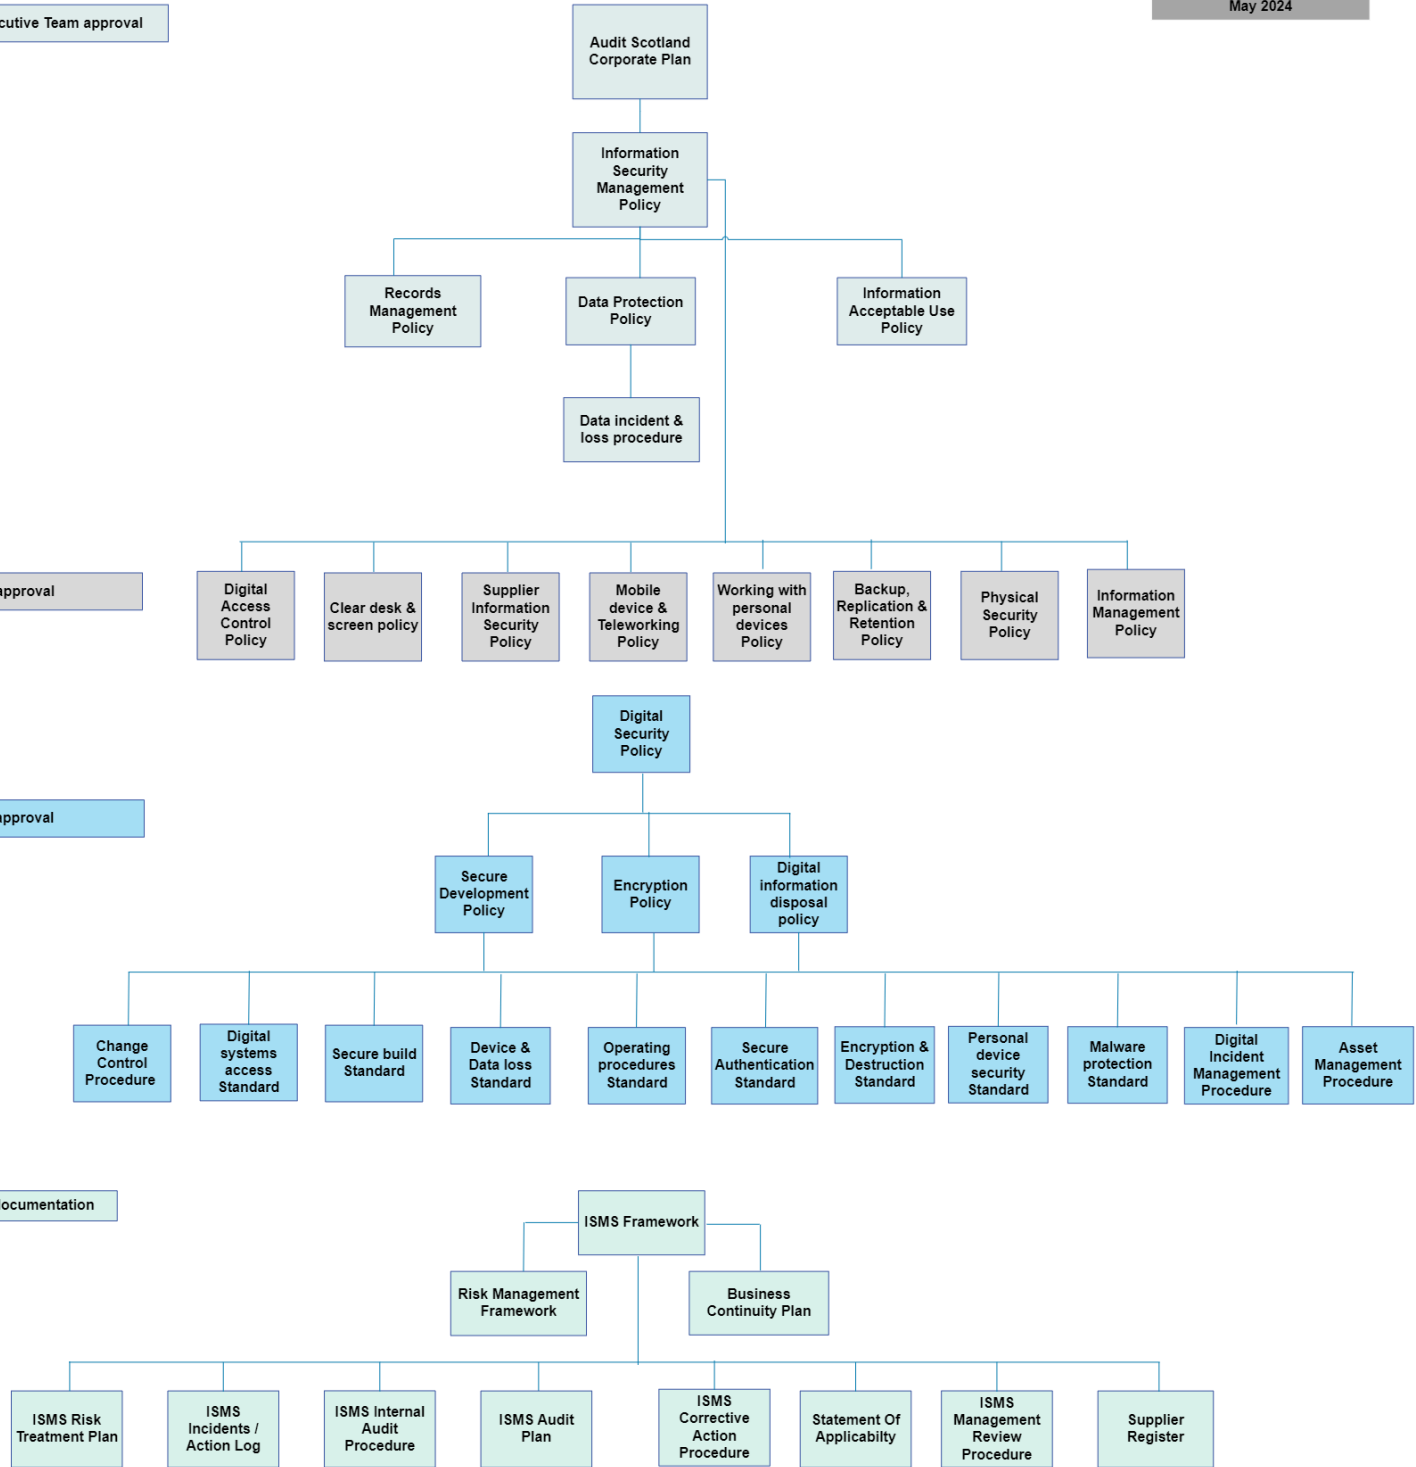 May 2024
cutive Team approval
Audit Scotland
Corporate Plan
Information
Security
Management
Policy
Records
Management
Policy
Data Protection
Policy
Information
Acceptable Use
Policy
Data incident &
loss procedure
approval
Digital
Access
Control
Policy
Clear desk &
screen policy
Supplier
Information
Security
Policy
Mobile
device &
Teleworking
Policy
Working with
personal
devices
Policy
Backup,
Replication &
Retention
Policy
Physical
Security
Policy
Information
Management
Policy
Digital
Security
Policy
approval
Secure
Development
Policy
Encryption
Policy
Digital
information
disposal
policy
Change
Control
Procedure
Digital
systems
access
Standard
Secure build
Standard
Device &
Data loss
Standard
Operating
procedures
Standard
Secure
Authentication
Standard
Encryption &
Destruction
Standard
Personal
device
security
Standard
Malware
protection
Standard
Digital
Incident
Management
Procedure
Asset
Management
Procedure
documentation
ISMS Framework
Risk Management
Framework
Business
Continuity Plan
ISMS Risk
Treatment Plan
ISMS
Incidents /
Action Log
ISMS Internal
Audit
Procedure
ISMS Audit
Plan
ISMS
Corrective
Action
Procedure
Statement Of
Applicabilty
ISMS
Management
Review
Procedure
Supplier
Register